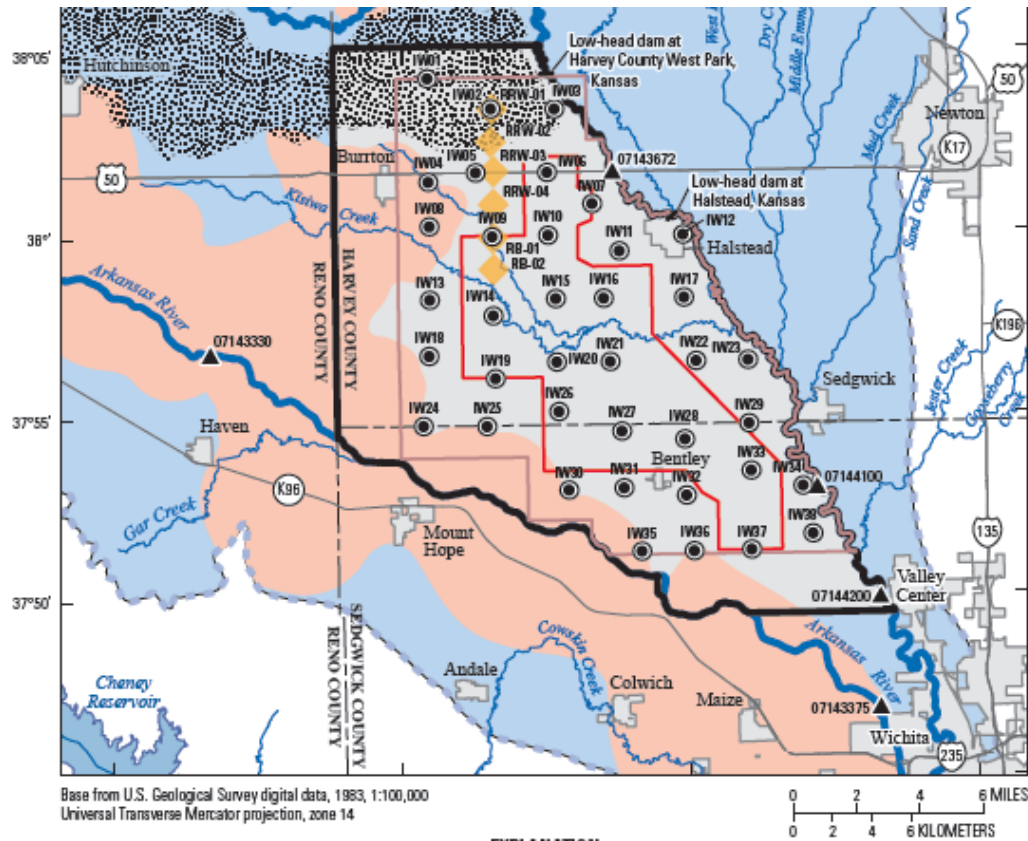 38°05'
Hutchinson
Low-head dam at
Harvey County West Park,
Kansas
West
Dry C
Middle Emm
50
Newton
IW01
IW02
RRW-01
IW03
RRW-02
Mud Creek
K17
Burrton
IW04
IW05
RRW-03
IW06
07143672
Sand Creek
50
Kisiwa Creek
RRW-04
IW07
Low-head dam at
Halstead, Kansas
38°
IW08
IW09
IW10
IW11
IW12
Halstead
RB-01
RB-02
HARVEY COUNTY
RENO COUNTY
Arkansas
River
IW13
IW14
IW15
IW16
IW17
K196
07143330
IW18
IW19
IW20
IW21
IW22
IW23
Jester Creek
Gooseberry
Creek
Sedgwick
37°55'
Haven
IW24
IW25
IW26
IW27
IW28
IW29
Bentley
IW33
IW34
07144100
K96
Gar Creek
IW30
IW31
IW32
IW38
Mount
Hope
IW35
IW36
IW37
135
37°50'
Valley
Center
07144200
SEDGWICK COUNTY
RENO COUNTY
Cheney
Reservoir
Andale
Cowskin Creek
Colwich
Maize
Arkansas
River
07143375
Wichita
235
Base from U.S. Geological Survey digital data, 1983, 1:100,000
Universal Transverse Mercator projection, zone 14
0 2 4 6 MILES
0 2 4 6 KILOMETERS